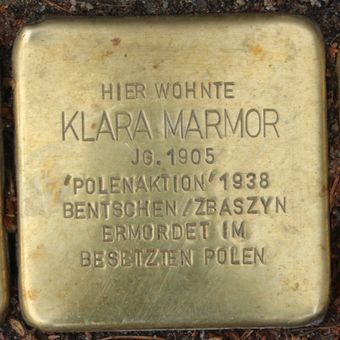 HIER WOHNTE
KLARA MARMOR
JG. 1905
'POLENAKTION' 1938
BENTSCHEN / ZBASZYN
ERMORDET IM
BESETZTEN POLEN